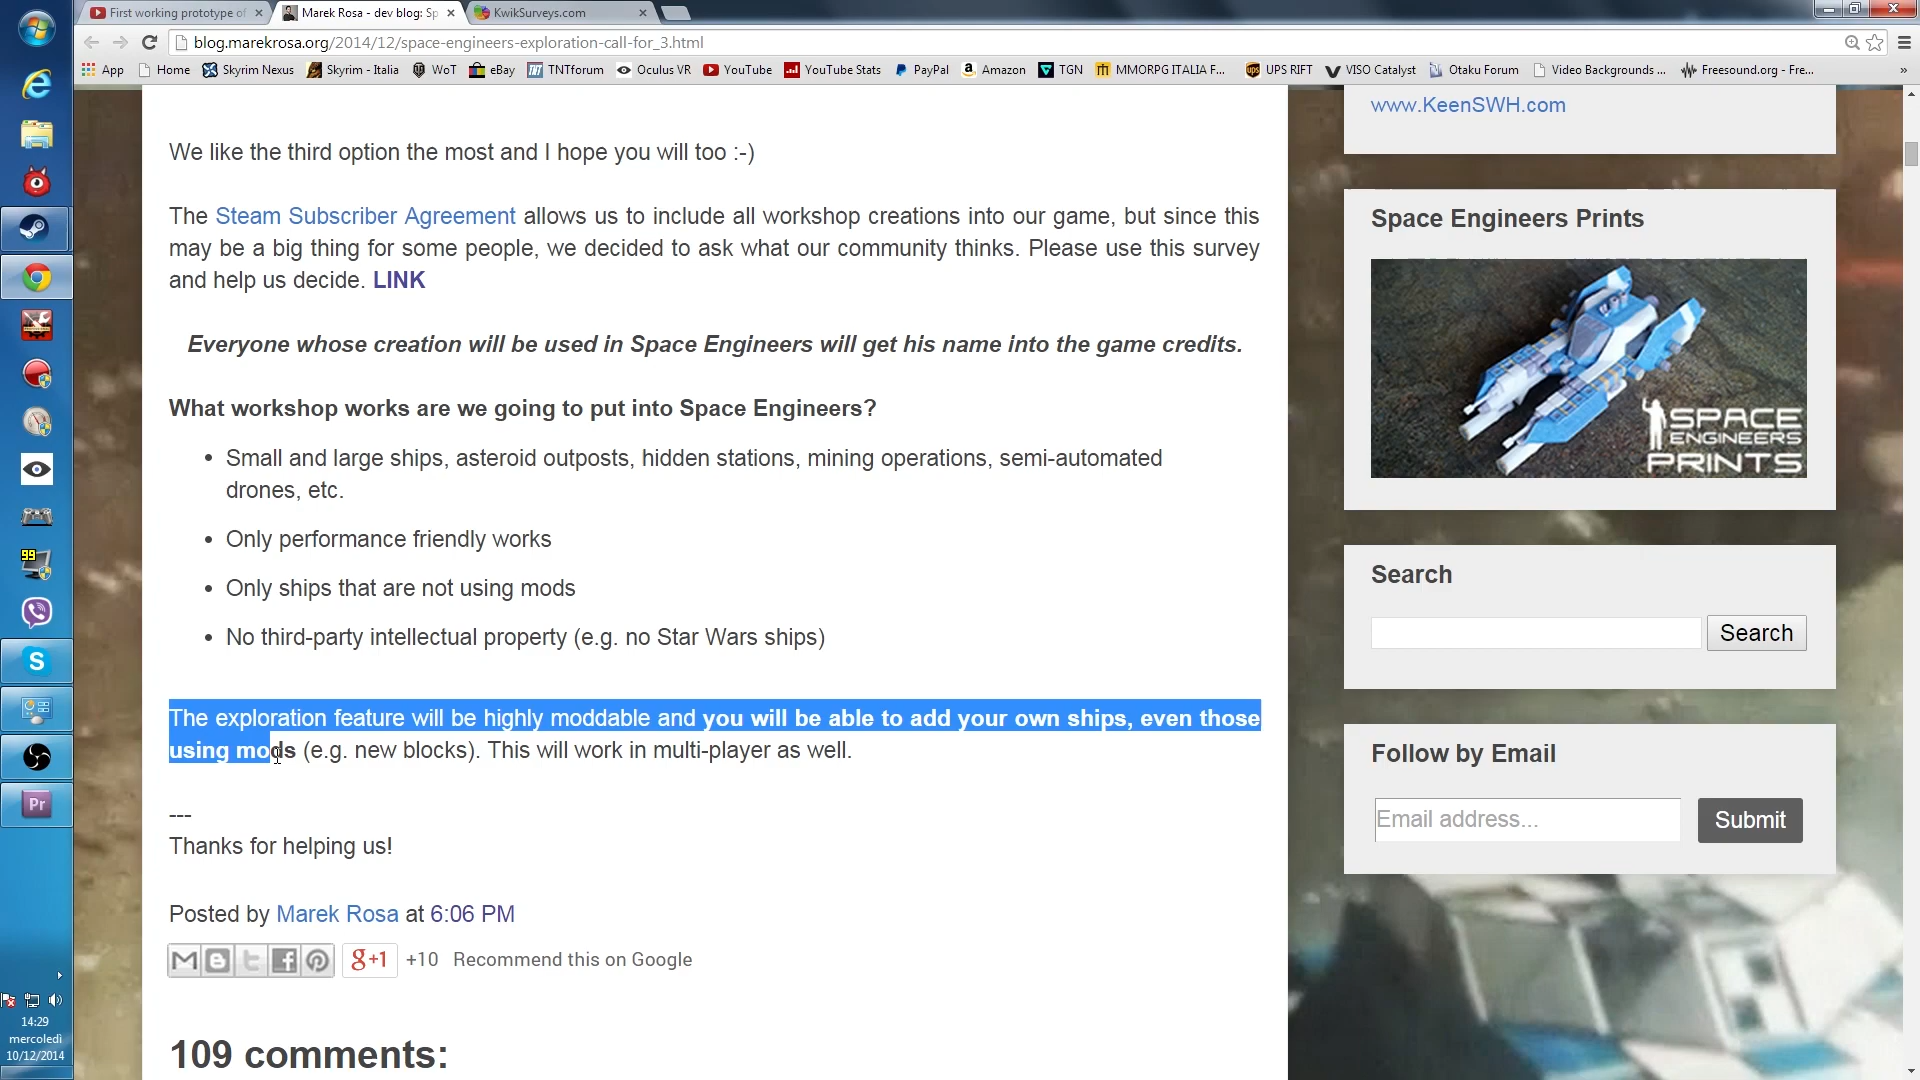 First working prototype of
Marek Rosa - dev blog: Sp
KwikSurveys.com
blog.marekrosa.org/2014/12/space-engineers-exploration-call-for_3.html
App Home Skyrim Nexus Skyrim - Italia WoT eBay TNTforum Oculus VR YouTube YouTube Stats PayPal Amazon TGN MMORPG ITALIA F... UPS RIFT VISO Catalyst Otaku Forum Video Backgrounds ... Freesound.org - Fre... »
www.KeenSWH.com
We like the third option the most and I hope you will too :-)
The Steam Subscriber Agreement allows us to include all workshop creations into our game, but since this
may be a big thing for some people, we decided to ask what our community thinks. Please use this survey
and help us decide. LINK
Everyone whose creation will be used in Space Engineers will get his name into the game credits.
What workshop works are we going to put into Space Engineers?
• Small and large ships, asteroid outposts, hidden stations, mining operations, semi-automated
drones, etc.
• Only performance friendly works
• Only ships that are not using mods
• No third-party intellectual property (e.g. no Star Wars ships)
The exploration feature will be highly moddable and you will be able to add your own ships, even those
using mods (e.g. new blocks). This will work in multi-player as well.
---
Thanks for helping us!
Posted by Marek Rosa at 6:06 PM
g+1 +10 Recommend this on Google
109 comments:
Space Engineers Prints
SPACE
ENGINEERS
PRINTS
Search
Search
Follow by Email
Email address...
Submit
99
S
Pr
14:29
mercoledì
10/12/2014